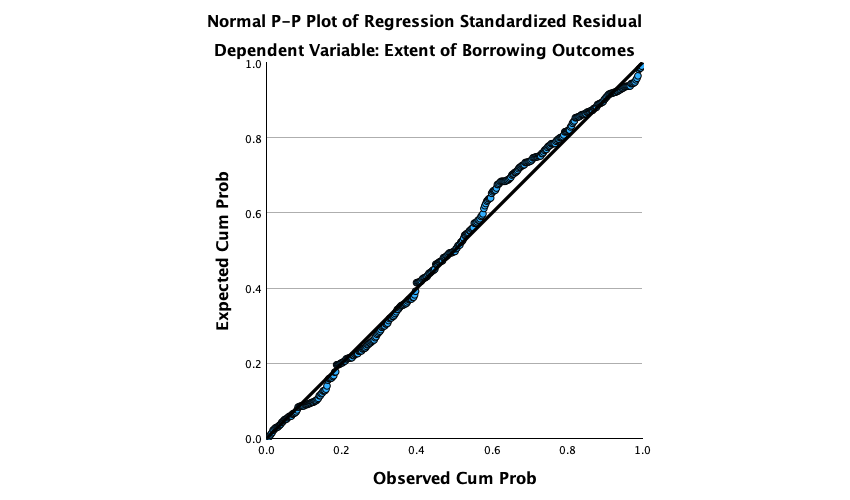 Normal P-P Plot of Regression Standardized Residual
Dependent Variable: Extent of Borrowing Outcomes
1.0
0.8
0.6
0.4
0.2
0.0
Expected Cum Prob
0.0 0.2 0.4 0.6 0.8 1.0
Observed Cum Prob